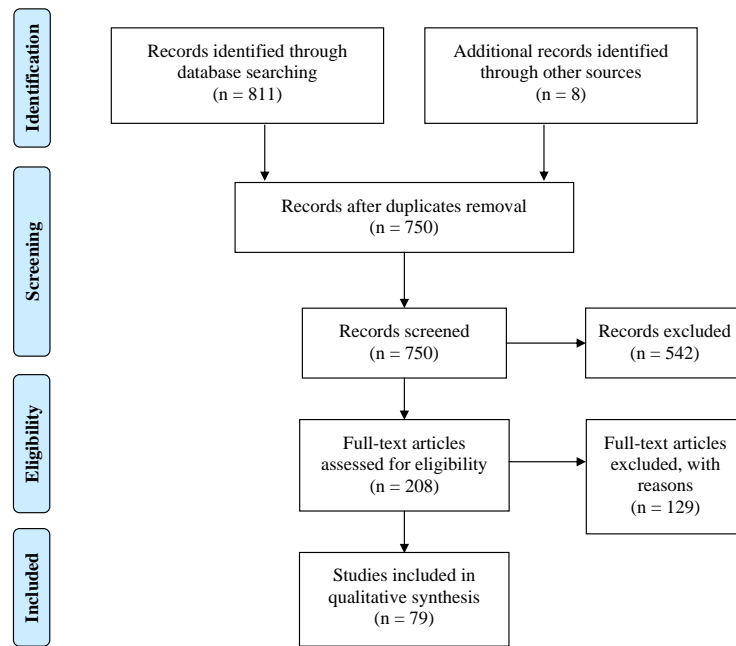 Identification
Records identified through
database searching
(n = 811)
Additional records identified
through other sources
(n = 8)
Screening
Records after duplicates removal
(n = 750)
Records screened
(n = 750)
Records excluded
(n = 542)
Eligibility
Full-text articles
assessed for eligibility
(n = 208)
Full-text articles
excluded, with
reasons
(n = 129)
Included
Studies included in
qualitative synthesis
(n = 79)